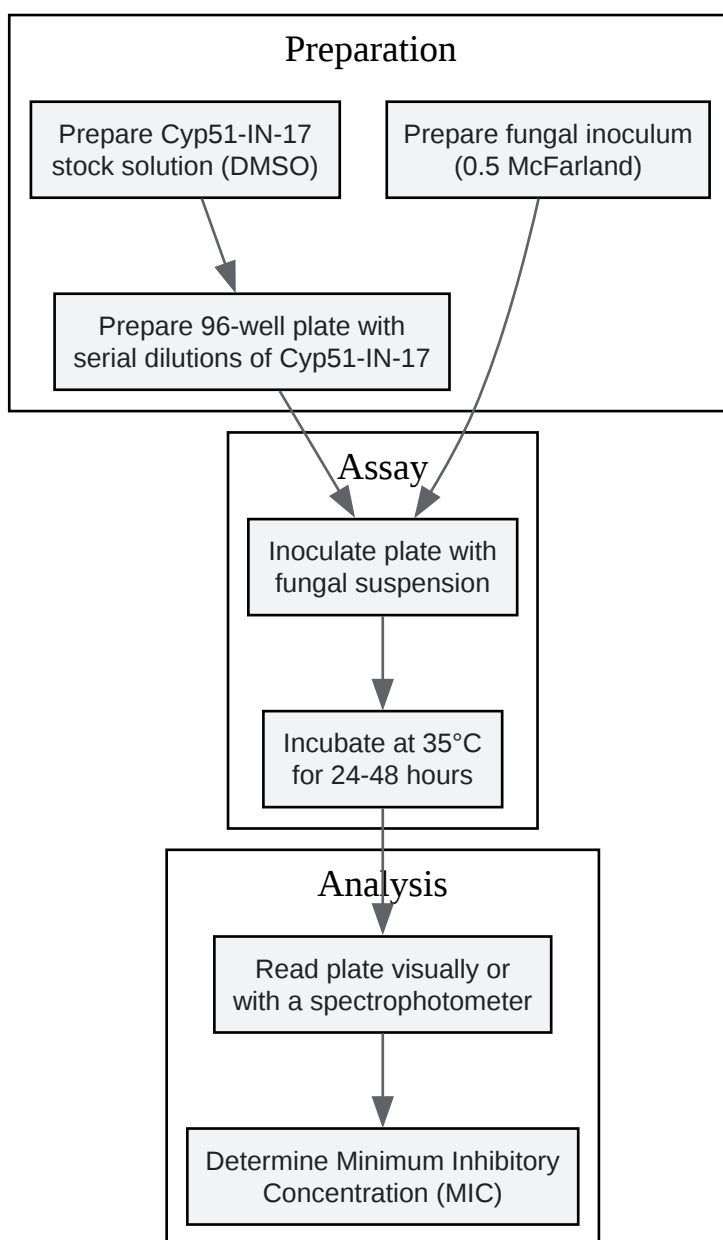 Preparation
Prepare Cyp51-IN-17
stock solution (DMSO)
Prepare fungal inoculum
(0.5 McFarland)
Prepare 96-well plate with
serial dilutions of Cyp51-IN-17
Assay
Inoculate plate with
fungal suspension
Incubate at 35°C
for 24-48 hours
Analysis
Read plate visually or
with a spectrophotometer
Determine Minimum Inhibitory
Concentration (MIC)